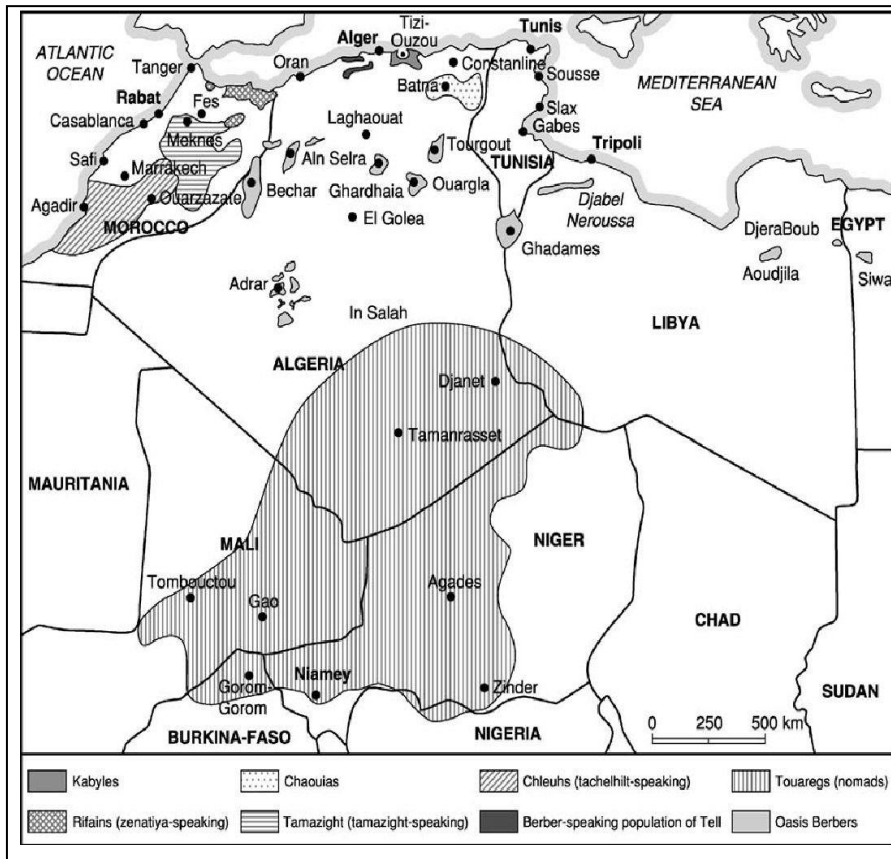 Tizi-
Ouzou
Alger
Tunis
ATLANTIC
OCEAN
Tanger
Oran
Constanline
Sousse
MEDITERRANEAN
SEA
Rabat
Fes
Batna
Casablanca
Meknes
Laghaouat
Slax
Gabes
Safi
Marrakech
Aln Selra
Tourgout
TUNISIA
Tripoli
Bechar
Ghardhaia
Ouargla
Djabel
Neroussa
Agadir
Ouarzazate
MOROCCO
El Golea
Ghadames
DjeraBoub
EGYPT
Aoudjila
Siwa
Adrar
In Salah
LIBYA
ALGERIA
Djanet
Tamanrasset
MAURITANIA
MALI
NIGER
Tombouctou
Gao
Agades
CHAD
Gorom-
Gorom
Niamey
Zinder
SUDAN
BURKINA-FASO
NIGERIA
0 250 500 km
Kabyles
Chaouias
Chleuhs (tachelhilt-speaking)
Touaregs (nomads)
Rifains (zenatiya-speaking)
Tamazight (tamazight-speaking)
Berber-speaking population of Tell
Oasis Berbers